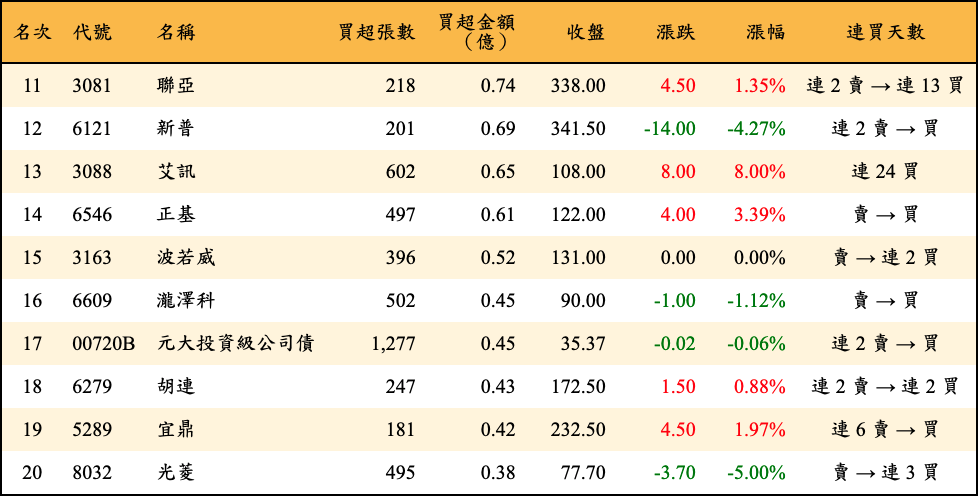 名次 代號 名稱 買超張數 買超金額（億） 收盤 漲跌 漲幅 連買天數
11 3081 聯亞 218 0.74 338.00 4.50 1.35% 連 2 賣 → 連 13 買
12 6121 新普 201 0.69 341.50 -14.00 -4.27% 連 2 賣 → 買
13 3088 艾訊 602 0.65 108.00 8.00 8.00% 連 24 買
14 6546 正基 497 0.61 122.00 4.00 3.39% 賣 → 買
15 3163 波若威 396 0.52 131.00 0.00 0.00% 賣 → 連 2 買
16 6609 瀧澤科 502 0.45 90.00 -1.00 -1.12% 賣 → 買
17 00720B 元大投資級公司債 1,277 0.45 35.37 -0.02 -0.06% 連 2 賣 → 買
18 6279 胡連 247 0.43 172.50 1.50 0.88% 連 2 賣 → 連 2 買
19 5289 宜鼎 181 0.42 232.50 4.50 1.97% 連 6 賣 → 買
20 8032 光菱 495 0.38 77.70 -3.70 -5.00% 賣 → 連 3 買